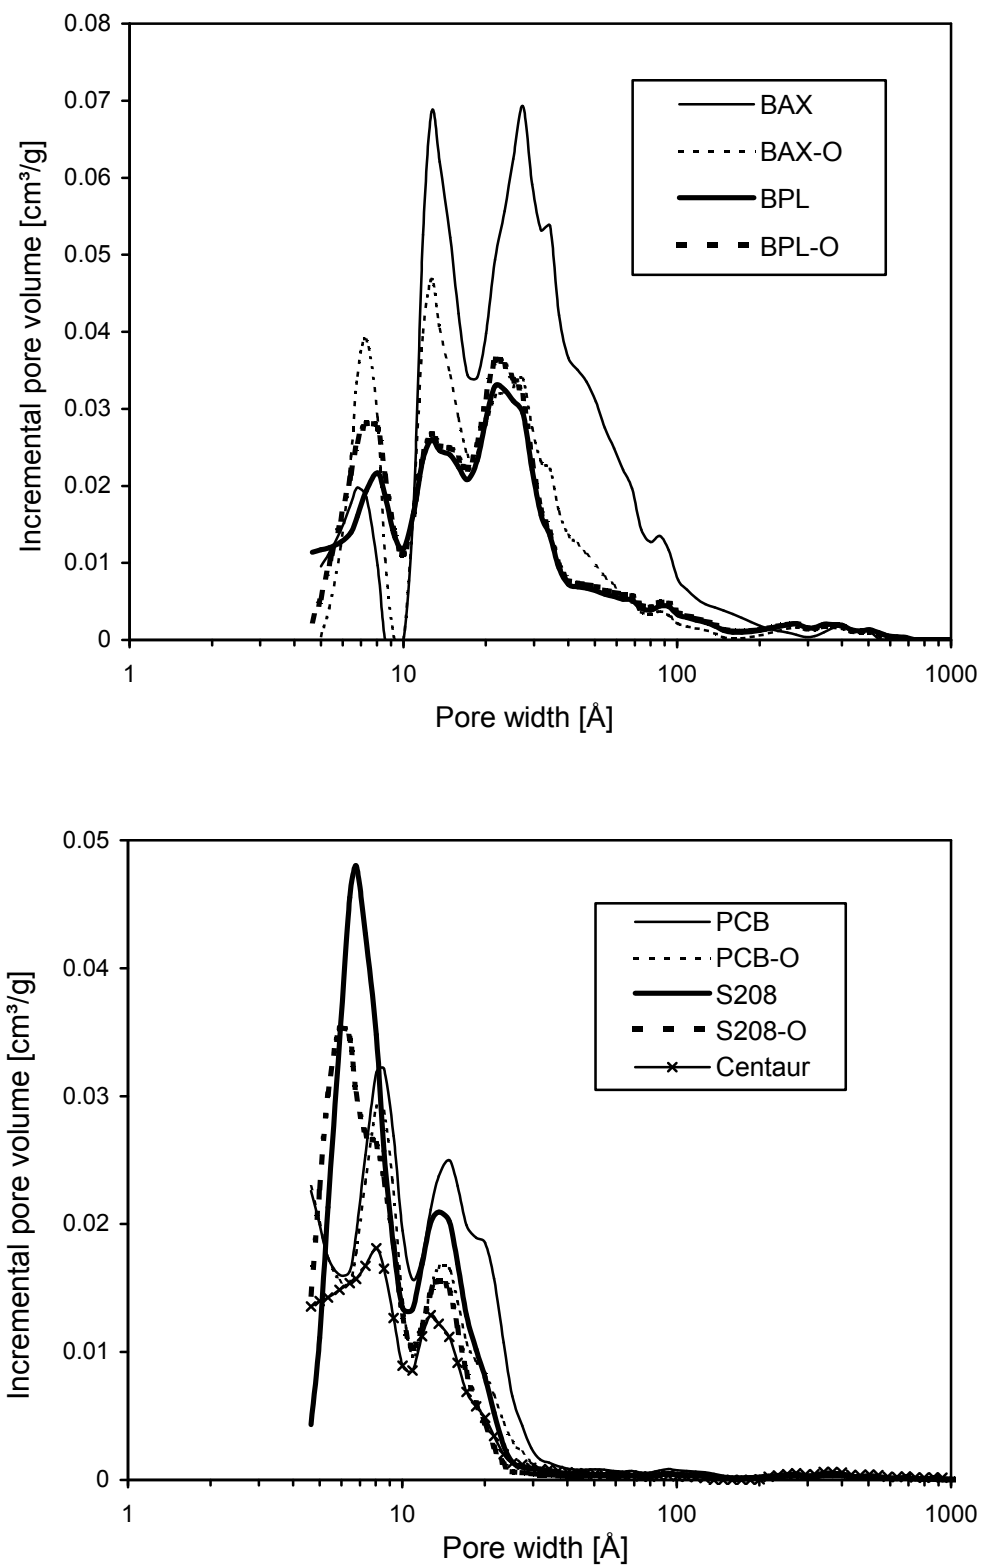 0.08
0.07
0.06
0.05
0.04
0.03
0.02
0.01
0
Incremental pore volume [cm³/g]
BAX
BAX-O
BPL
BPL-O
1 10 100 1000
Pore width [Å]
0.05
0.04
0.03
0.02
0.01
0
Incremental pore volume [cm³/g]
PCB
PCB-O
S208
S208-O
Centaur
1 10 100 1000
Pore width [Å]